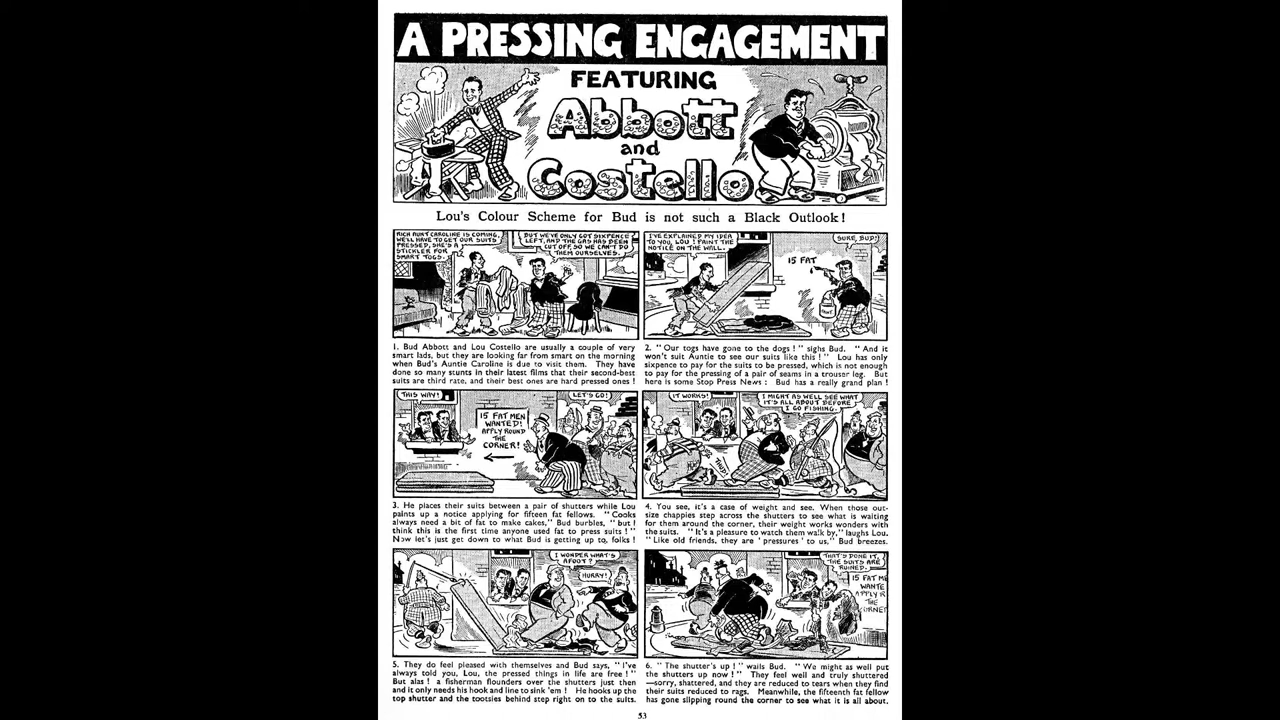 A PRESSING ENGAGEMENT
FEATURING
Abbott
and
Costello
Lou's Colour Scheme for Bud is not such a Black Outlook!
RICH AUNT CAROLINE IS COMING,
WE'LL HAVE TO GET OUR SUITS
PRESSED, SHE'S A
STICKLER FOR
SMART TOGS.
BUT WE'VE ONLY GOT SIXPENCE
LEFT, AND THE GAS HAS BEEN
CUT OFF, SO WE CAN'T DO
THEM OURSELVES.
I'VE EXPLAINED MY IDEA
TO YOU, LOU! PAINT THE
NOTICE ON THE WALL.
SURE, BUD!
15 FAT
1. Bud Abbott and Lou Costello are usually a couple of very
smart lads, but they are looking far from smart on the morning
when Bud's Auntie Caroline is due to visit them. They have
done so many stunts in their latest films that their second-best
suits are third rate, and their best ones are hard pressed ones!
2. "Our togs have gone to the dogs!" sighs Bud. "And it
won't suit Auntie to see our suits like this!" Lou has only
sixpence to pay for the suits to be pressed, which is not enough
to pay for the pressing of a pair of seams in a trouser leg. But
here is some Stop Press News: Bud has a really grand plan!
THIS WAY!
15 FAT MEN
WANTED!
APPLY ROUND
THE
CORNER!
LET'S GO!
IT WORKS!
I MIGHT AS WELL SEE WHAT
IT'S ALL ABOUT BEFORE
I GO FISHING.
THUD!
3. He places their suits between a pair of shutters while Lou
paints up a notice applying for fifteen fat fellows. "Cooks
always need a bit of fat to make cakes," Bud burbles, "but I
think this is the first time anyone used fat to press suits!"
Now let's just get down to what Bud is getting up to, folks!
4. You see, it's a case of weight and see. When those out-
size chappies step across the shutters to see what is waiting
for them around the corner, their weight works wonders with
the suits. "It's a pleasure to watch them walk by," laughs Lou.
"Like old friends, they are 'pressures' to us," Bud breezes.
I WONDER WHAT'S
AFOOT?
HURRY!
THAT'S DONE IT,
THE SUITS ARE
RUINED.
15 FAT ME
WANTE
APPLY R
THE
CORNER
5. They do feel pleased with themselves and Bud says, "I've
always told you, Lou, the pressed things in life are free!"
But alas! a fisherman flounders over the shutters just then
and it only needs his hook and line to sink 'em! He hooks up the
top shutter and the tootsies behind step right on to the suits.
6. "The shutter's up!" wails Bud. "We might as well put
the shutters up now!" They feel well and truly shuttered
—sorry, shattered, and they are reduced to tears when they find
their suits reduced to rags. Meanwhile, the fifteenth fat fellow
has gone slipping round the corner to see what it is all about.
53